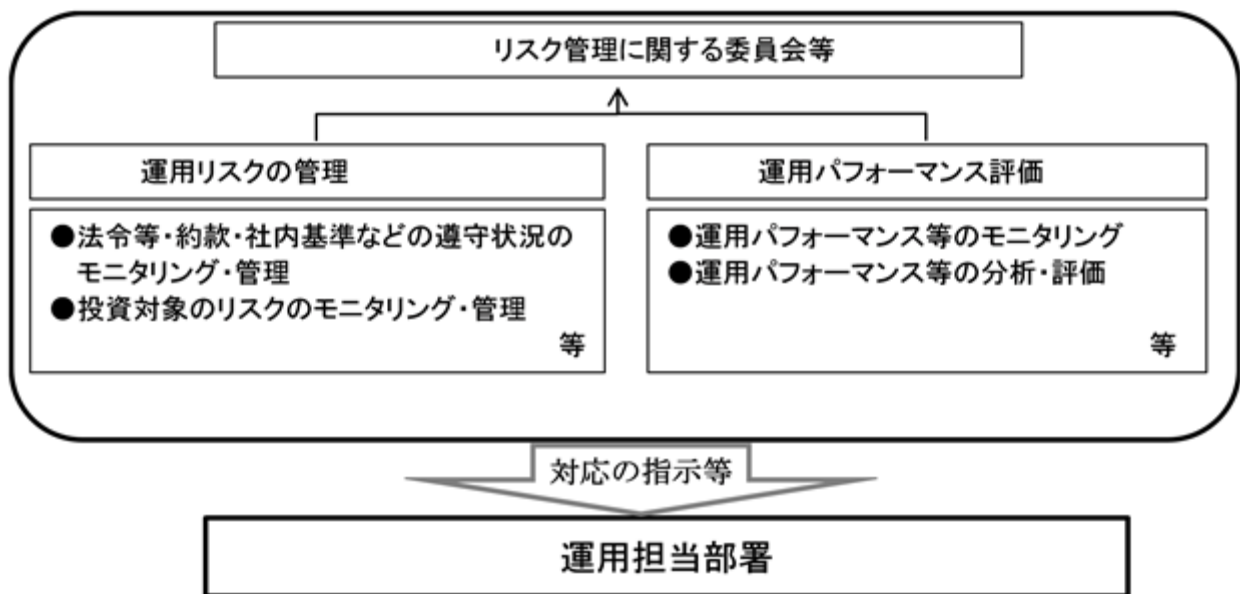 リスク管理に関する委員会等
運用リスクの管理
●法令等・約款・社内基準などの遵守状況の
モニタリング・管理
●投資対象のリスクのモニタリング・管理
等
運用パフォーマンス評価
●運用パフォーマンス等のモニタリング
●運用パフォーマンス等の分析・評価
等
対応の指示等
運用担当部署